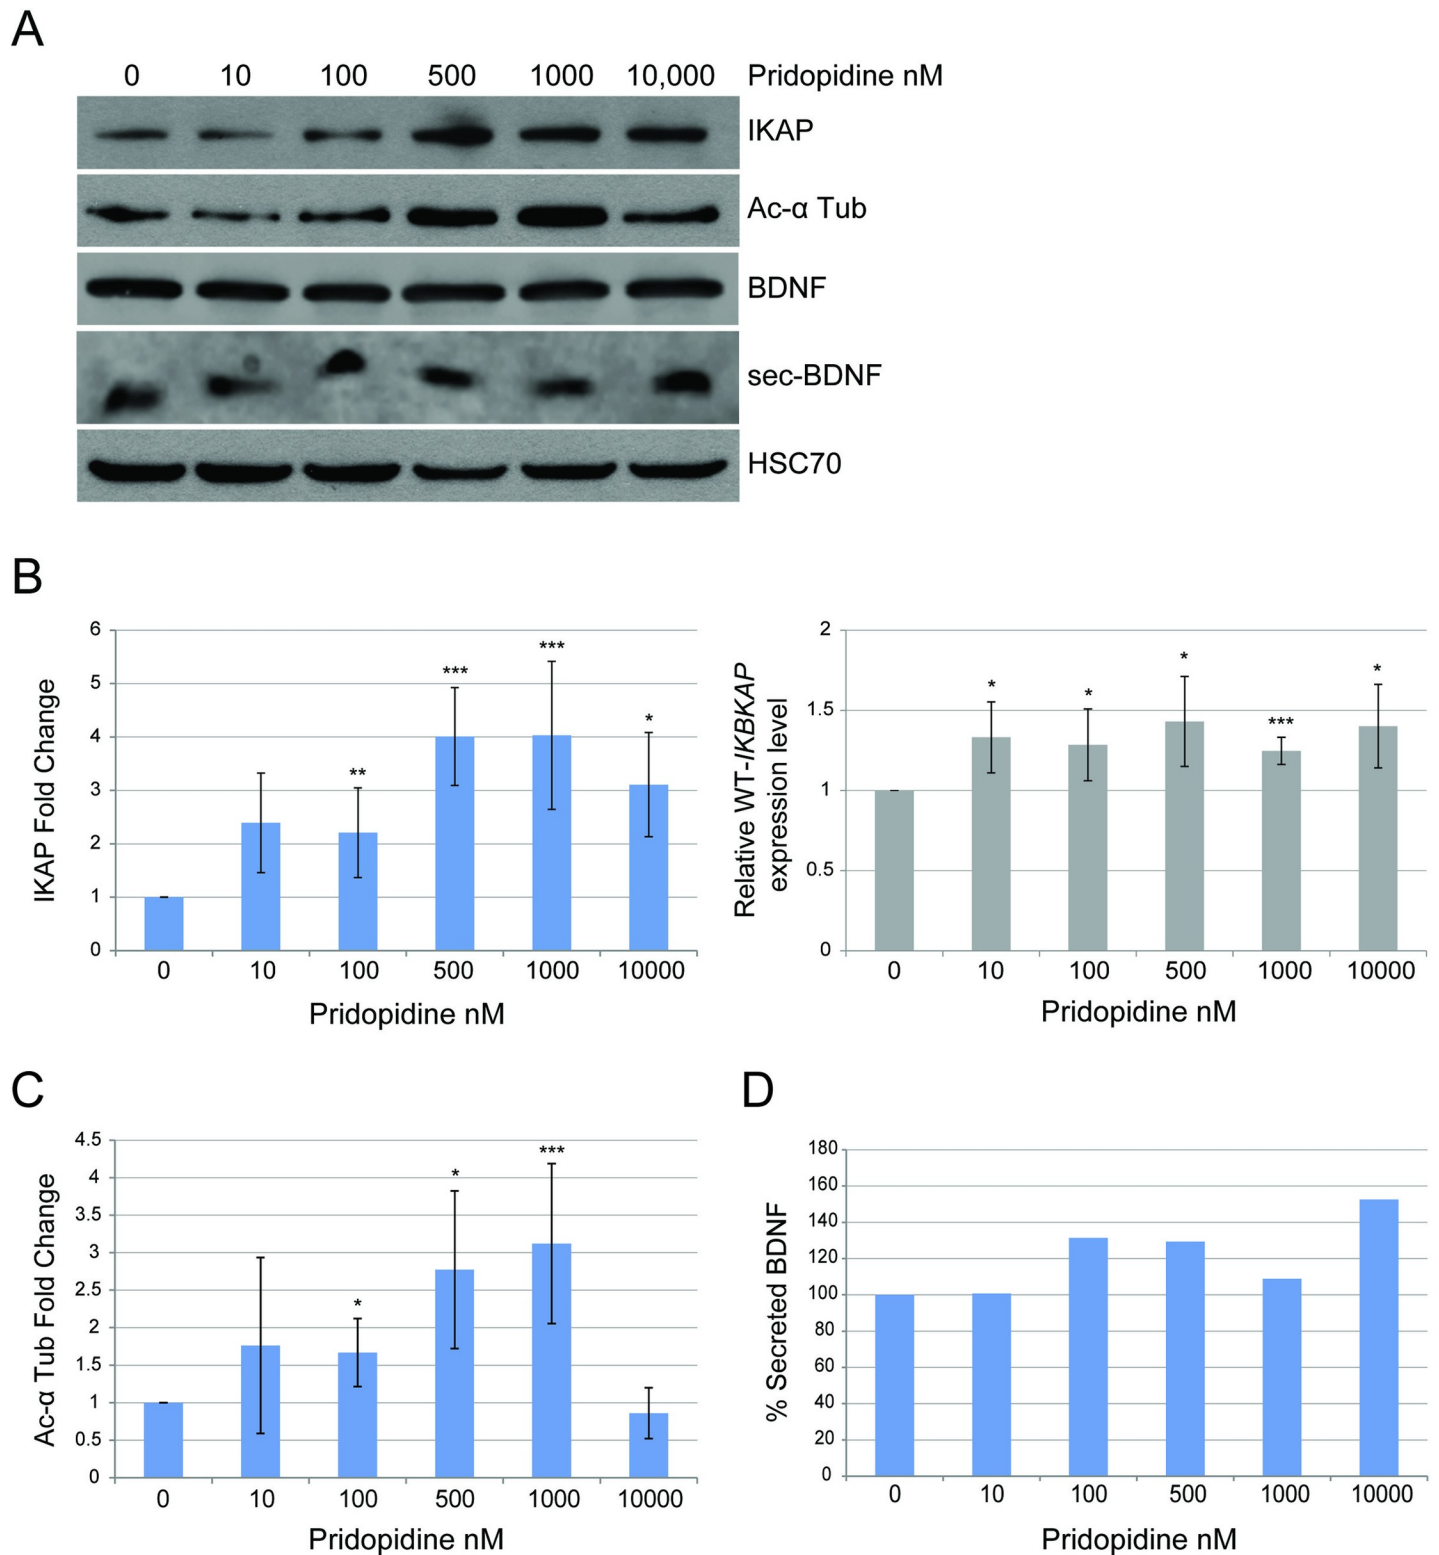 A
0 10 100 500 1000 10,000 Pridopidine nM
IKAP
Ac-α Tub
BDNF
sec-BDNF
HSC70
B
IKAP Fold Change
6
5
4
3
2
1
0
***
***
**
*
0 10 100 500 1000 10000
Pridopidine nM
Relative WT-IKBKAP
expression level
2
1.5
1
0.5
0
*
*
*
***
*
0 10 100 500 1000 10000
Pridopidine nM
C
Ac-α Tub Fold Change
4.5
4
3.5
3
2.5
2
1.5
1
0.5
0
*
*
***
0 10 100 500 1000 10000
Pridopidine nM
D
% Secreted BDNF
180
160
140
120
100
80
60
40
20
0
0 10 100 500 1000 10000
Pridopidine nM